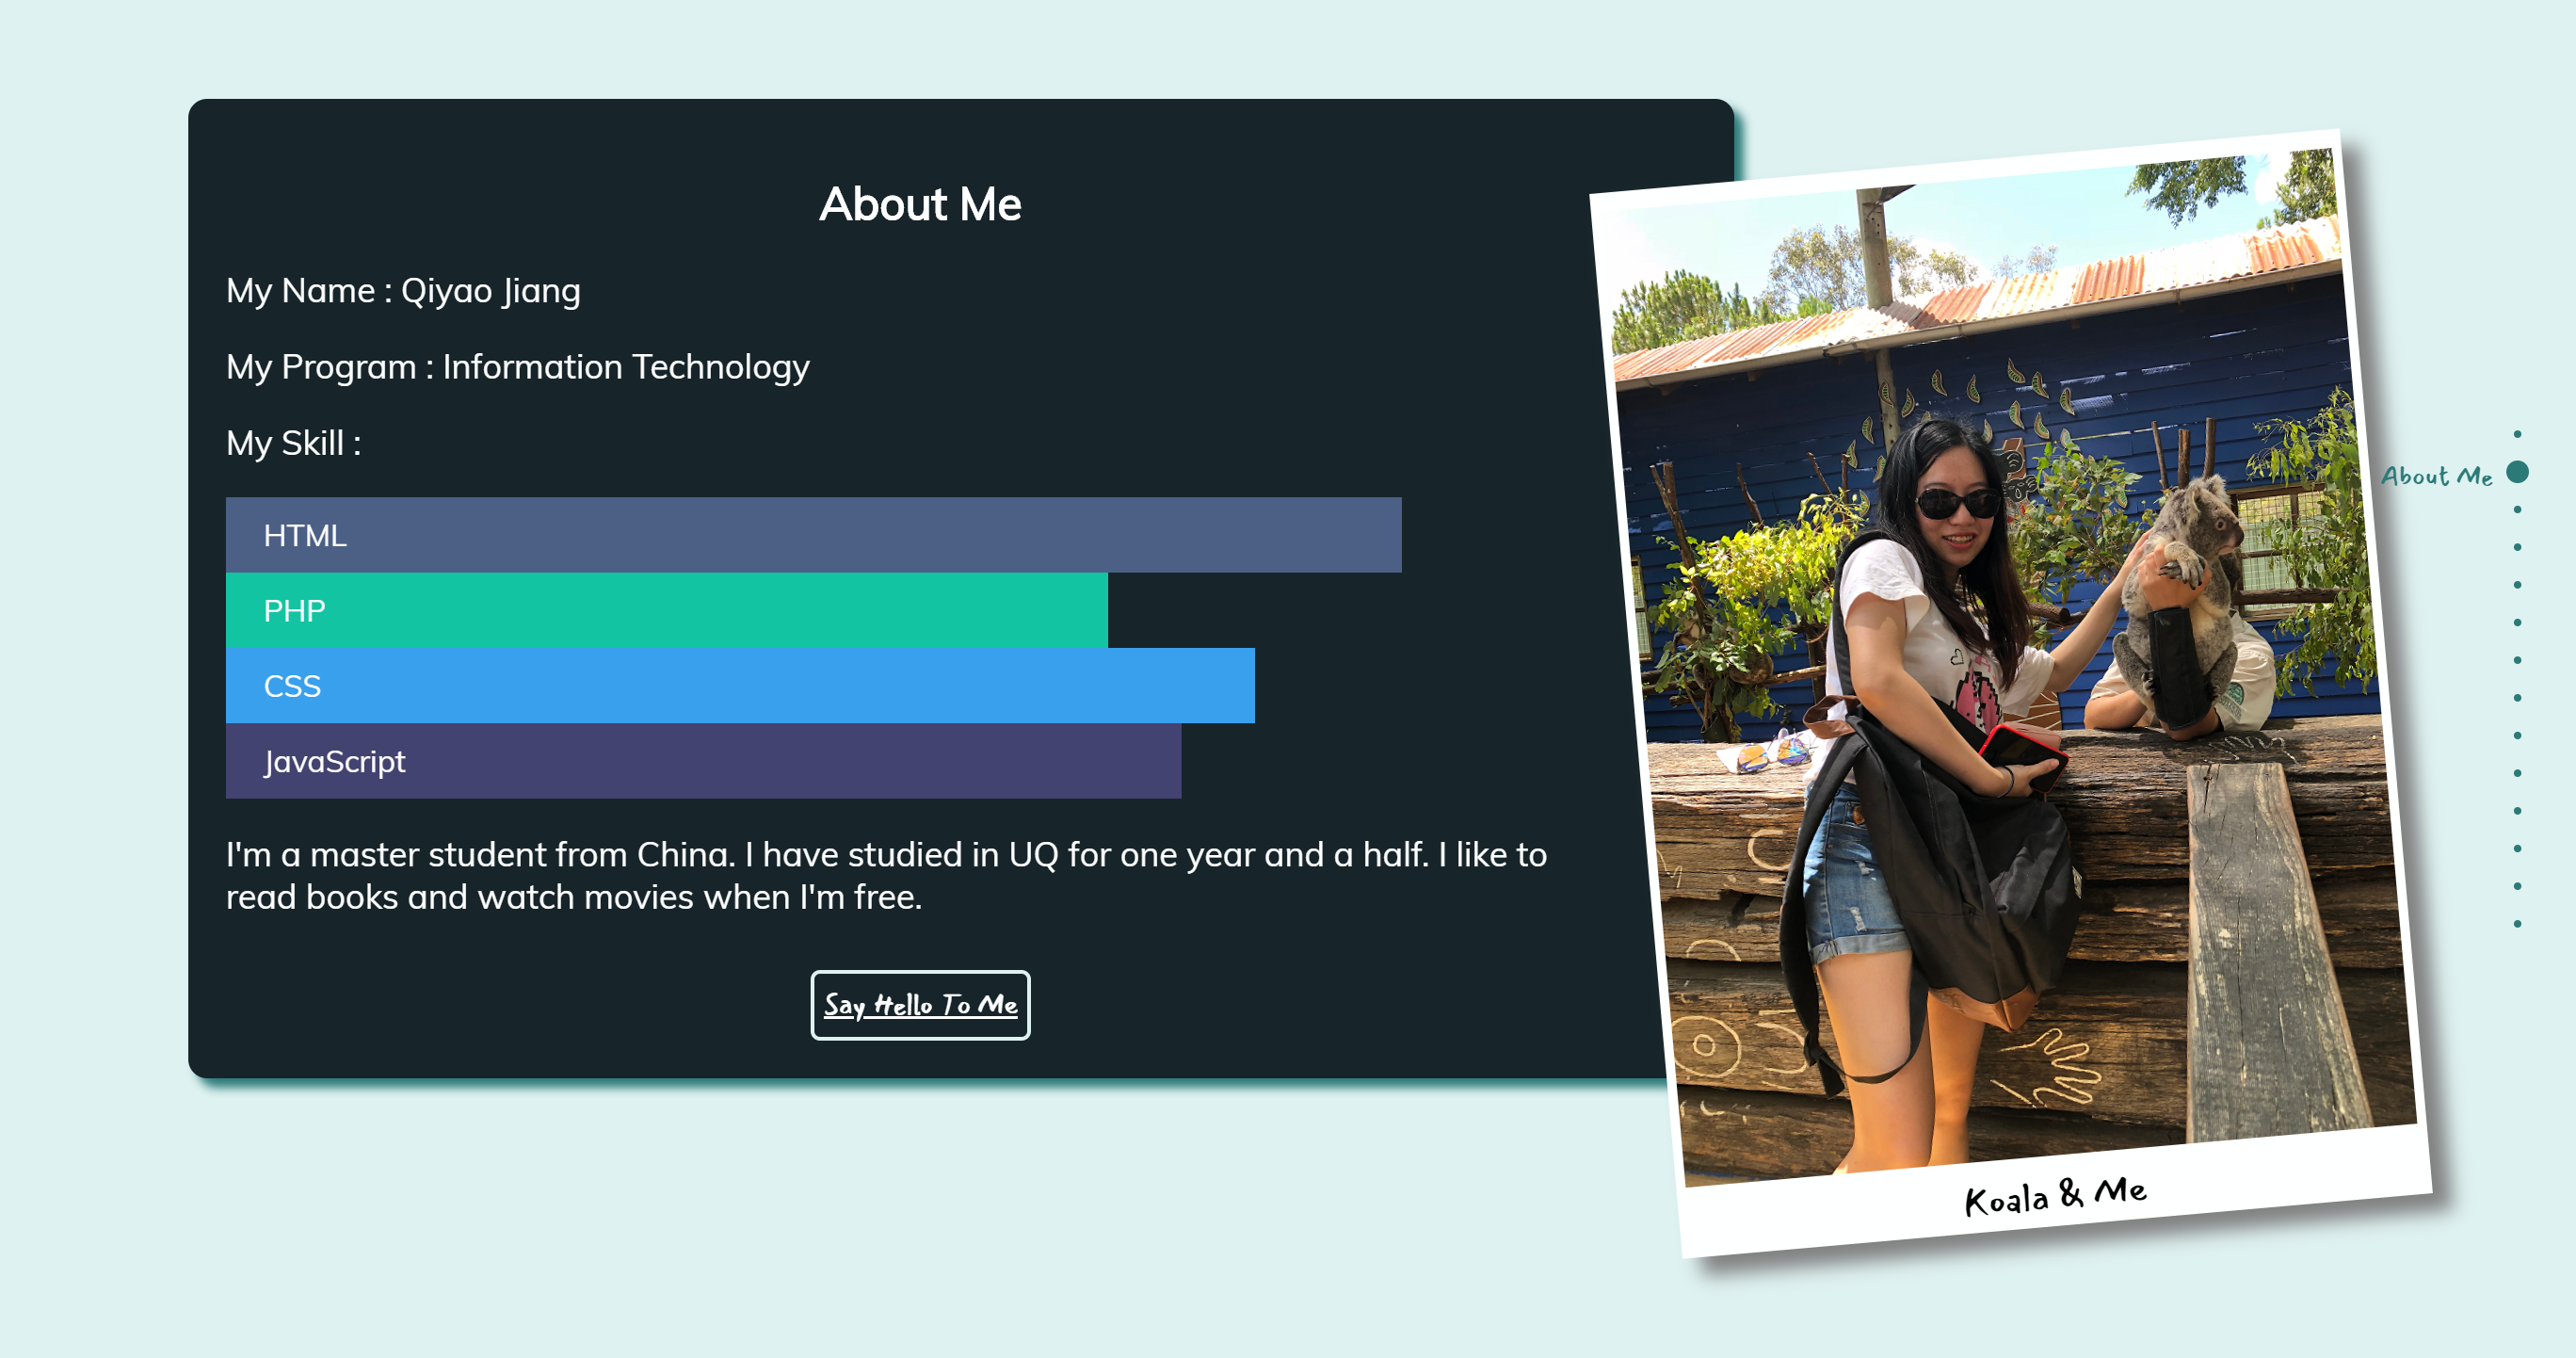 About Me
My Name : Qiyao Jiang
My Program : Information Technology
My Skill :
HTML
PHP
CSS
JavaScript
I'm a master student from China. I have studied in UQ for one year and a half. I like to
read books and watch movies when I'm free.
Say Hello To Me
Koala & Me
About Me